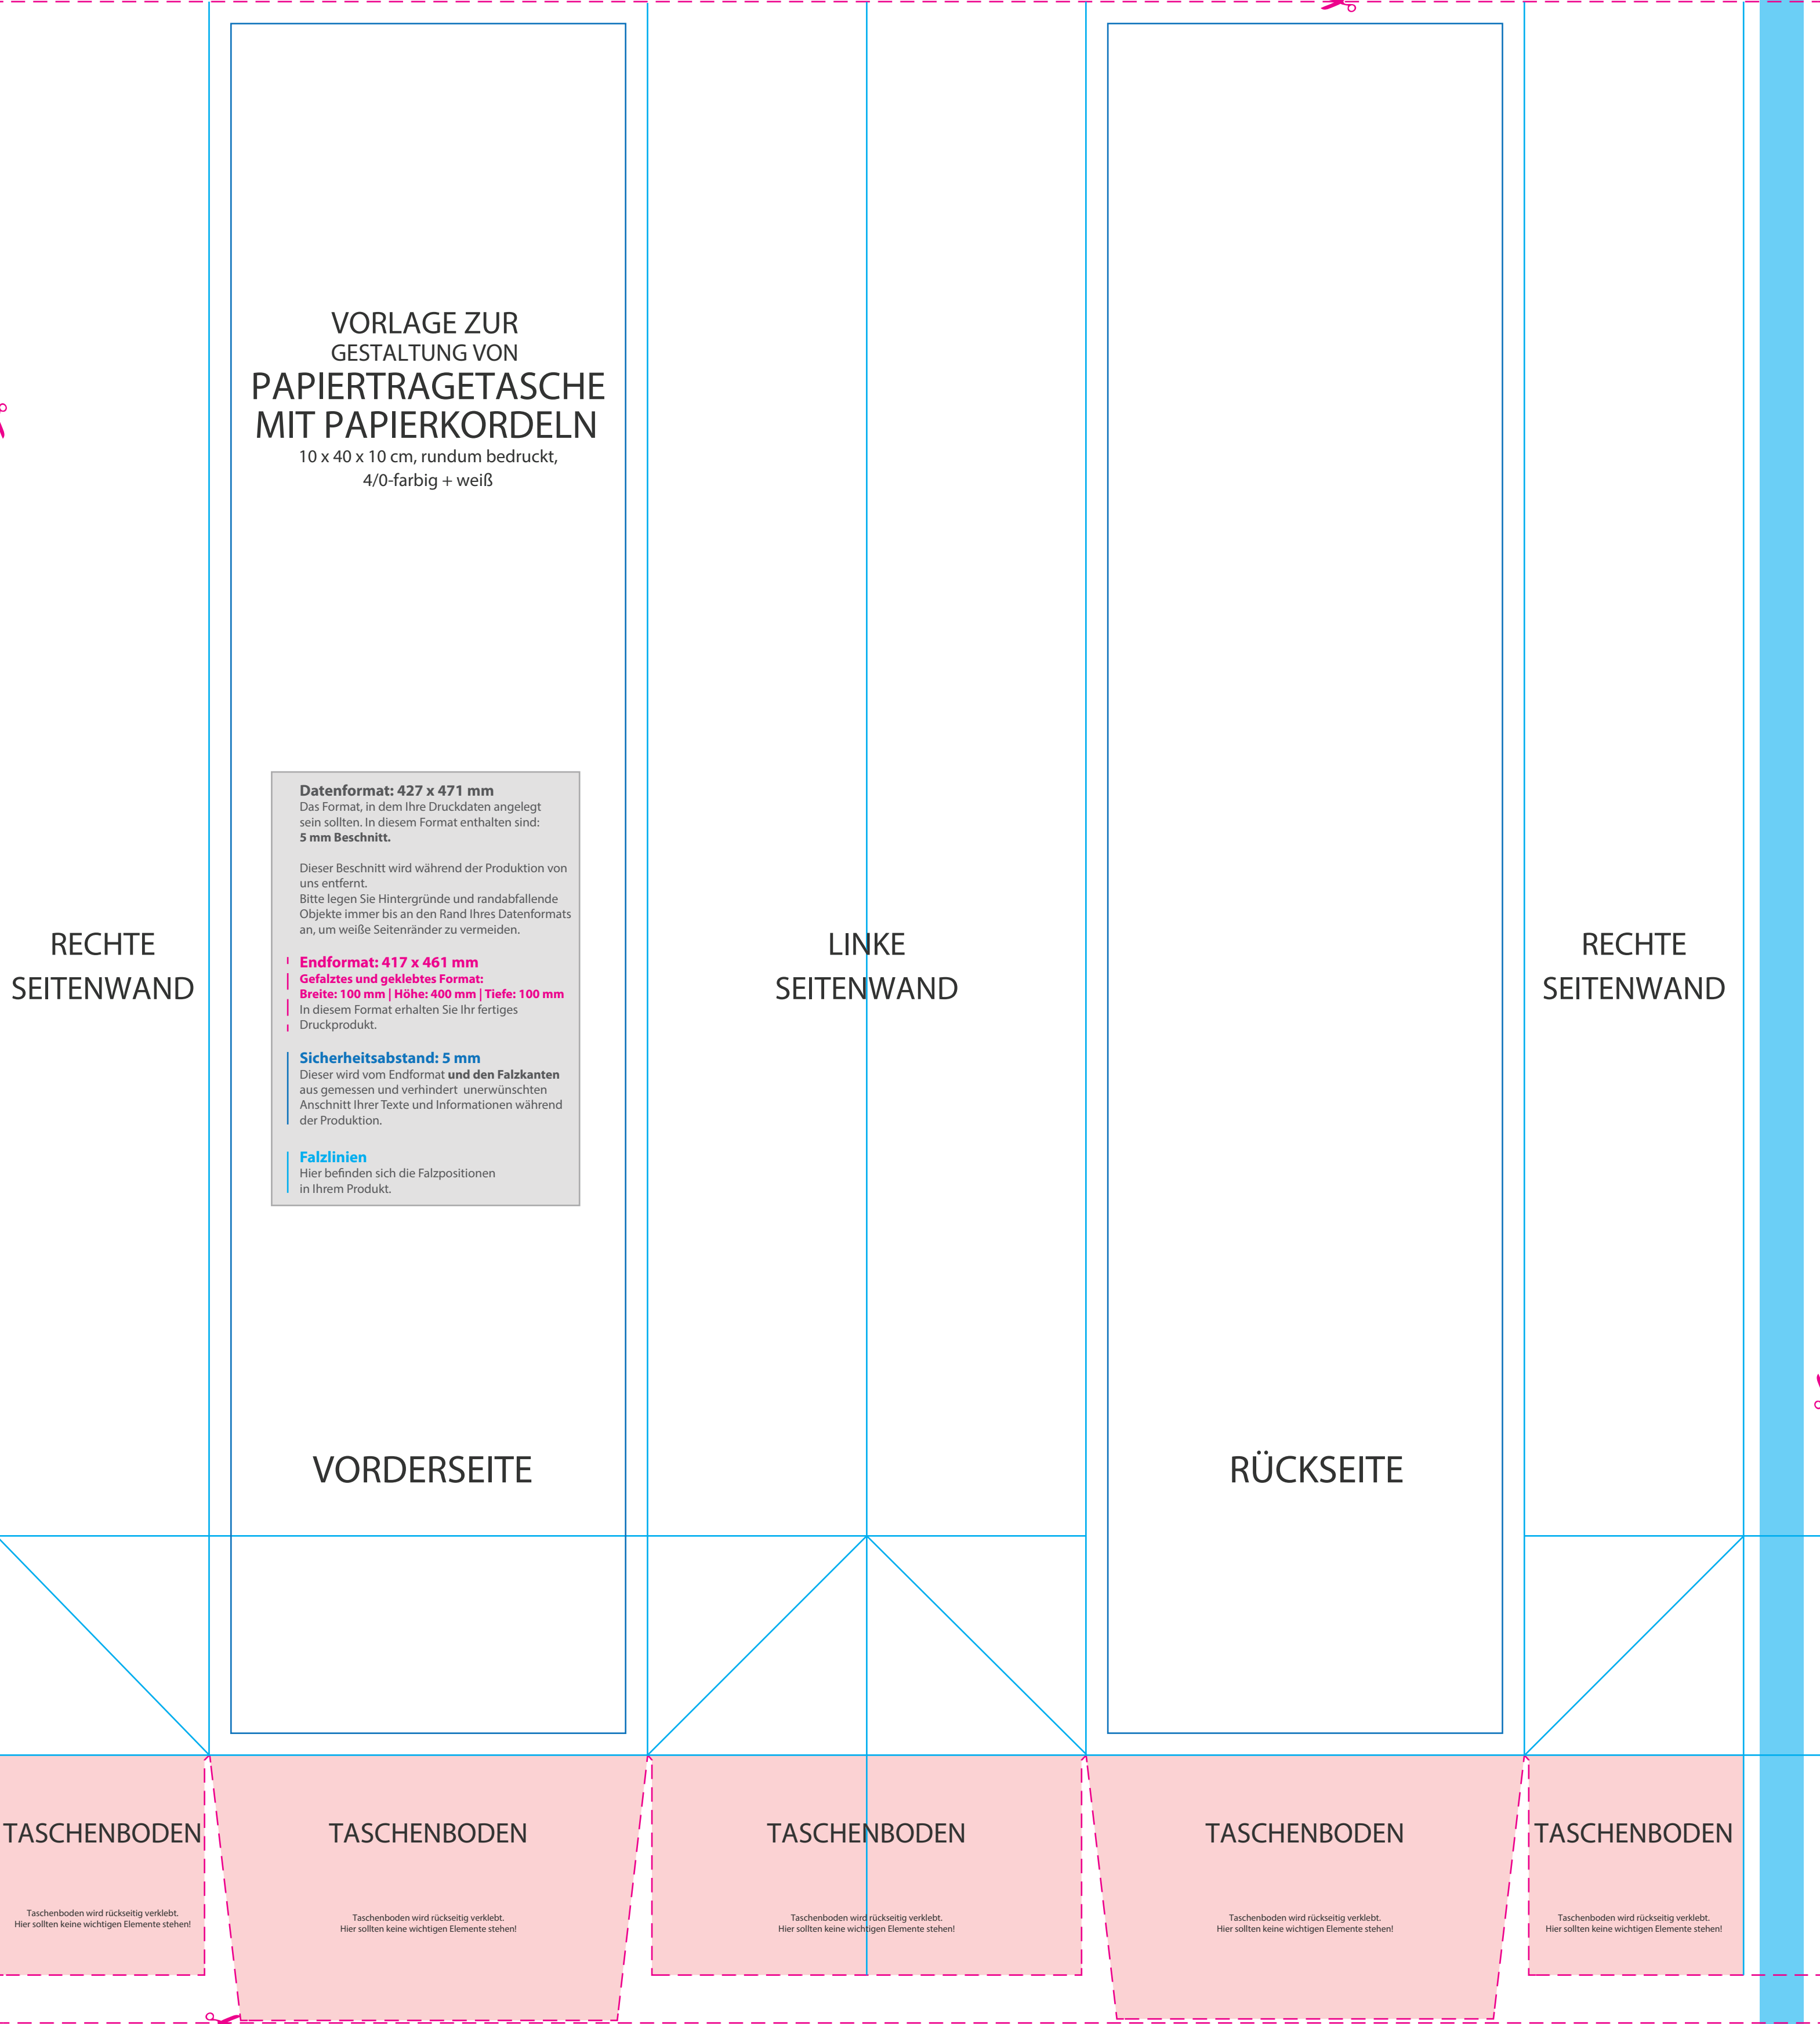 VORLAGE ZUR
GESTALTUNG VON
PAPIERTRAGETASCHE
MIT PAPIERKORDELN
10 x 40 x 10 cm, rundum bedruckt,
4/0-farbig + weiß
Datenformat: 427 x 471 mm
Das Format, in dem Ihre Druckdaten angelegt
sein sollten. In diesem Format enthalten sind:
5 mm Beschnitt.
Dieser Beschnitt wird während der Produktion von
uns entfernt.
Bitte legen Sie Hintergründe und randabfallende
Objekte immer bis an den Rand Ihres Datenformats
an, um weiße Seitenränder zu vermeiden.
Endformat: 417 x 461 mm
Gefalztes und geklebtes Format:
Breite: 100 mm | Höhe: 400 mm | Tiefe: 100 mm
In diesem Format erhalten Sie Ihr fertiges
Druckprodukt.
Sicherheitsabstand: 5 mm
Dieser wird vom Endformat und den Falzkanten
aus gemessen und verhindert unerwünschten
Anschnitt Ihrer Texte und Informationen während
der Produktion.
Falzlinien
Hier befinden sich die Falzpositionen
in Ihrem Produkt.
RECHTE
SEITENWAND
LINKE
SEITENWAND
RECHTE
SEITENWAND
VORDERSEITE
RÜCKSEITE
TASCHENBODEN
Taschenboden wird rückseitig verklebt.
Hier sollten keine wichtigen Elemente stehen!
TASCHENBODEN
Taschenboden wird rückseitig verklebt.
Hier sollten keine wichtigen Elemente stehen!
TASCHENBODEN
Taschenboden wird rückseitig verklebt.
Hier sollten keine wichtigen Elemente stehen!
TASCHENBODEN
Taschenboden wird rückseitig verklebt.
Hier sollten keine wichtigen Elemente stehen!
TASCHENBODEN
Taschenboden wird rückseitig verklebt.
Hier sollten keine wichtigen Elemente stehen!